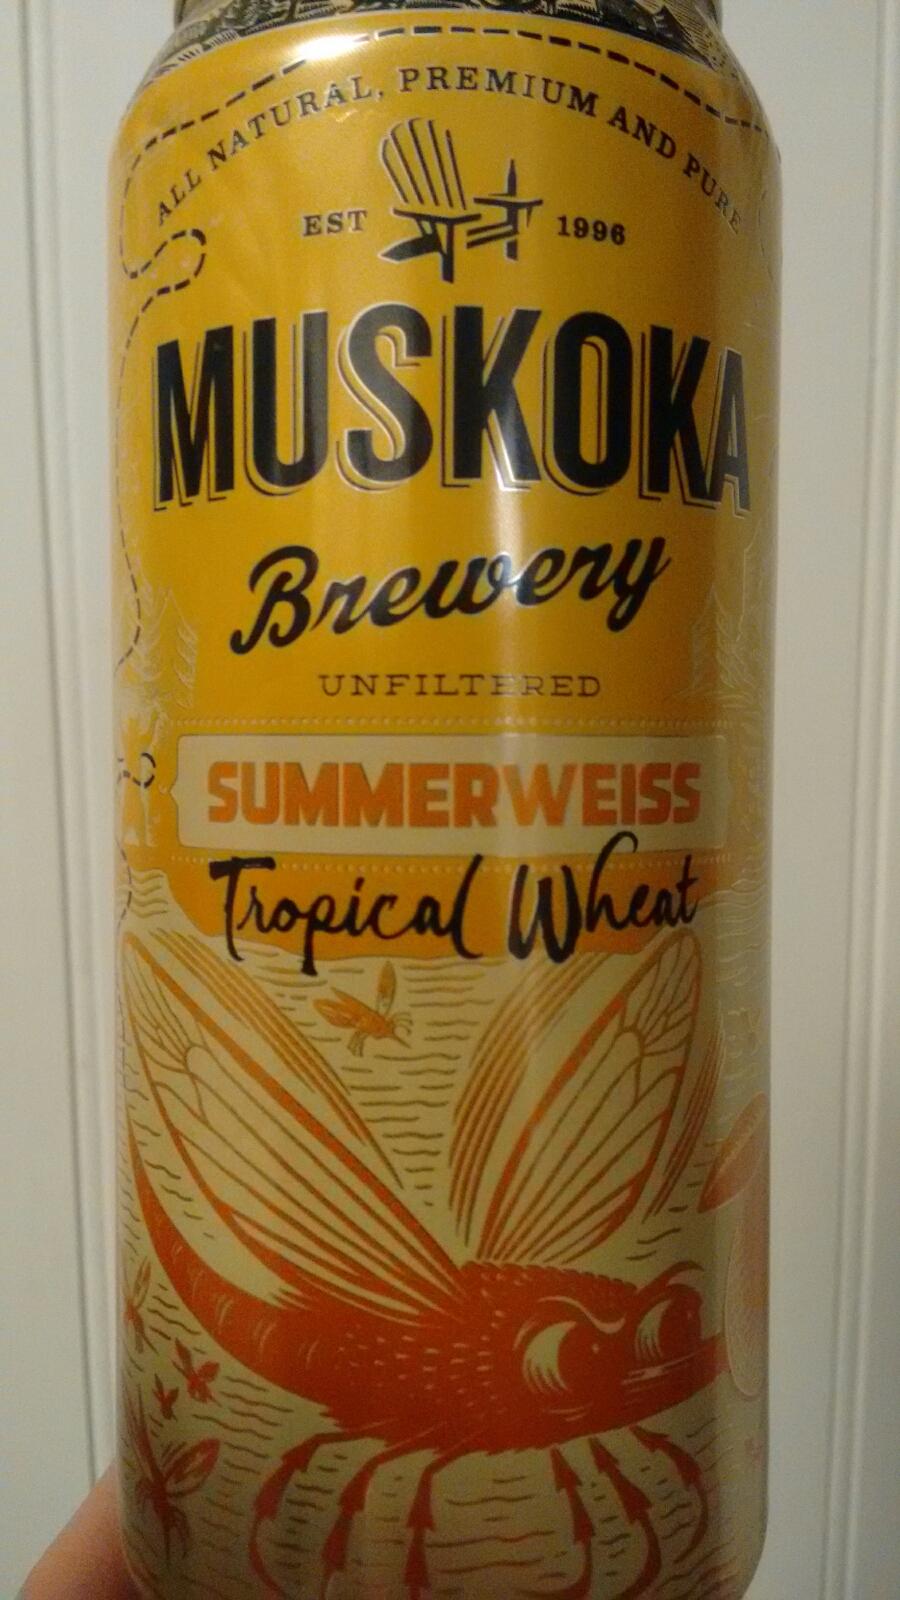 ALL NATURAL, PREMIUM AND PURE
EST 1996
MUSKOKA
Brewery
UNFILTERED
SUMMERWEISS
Tropical Wheat